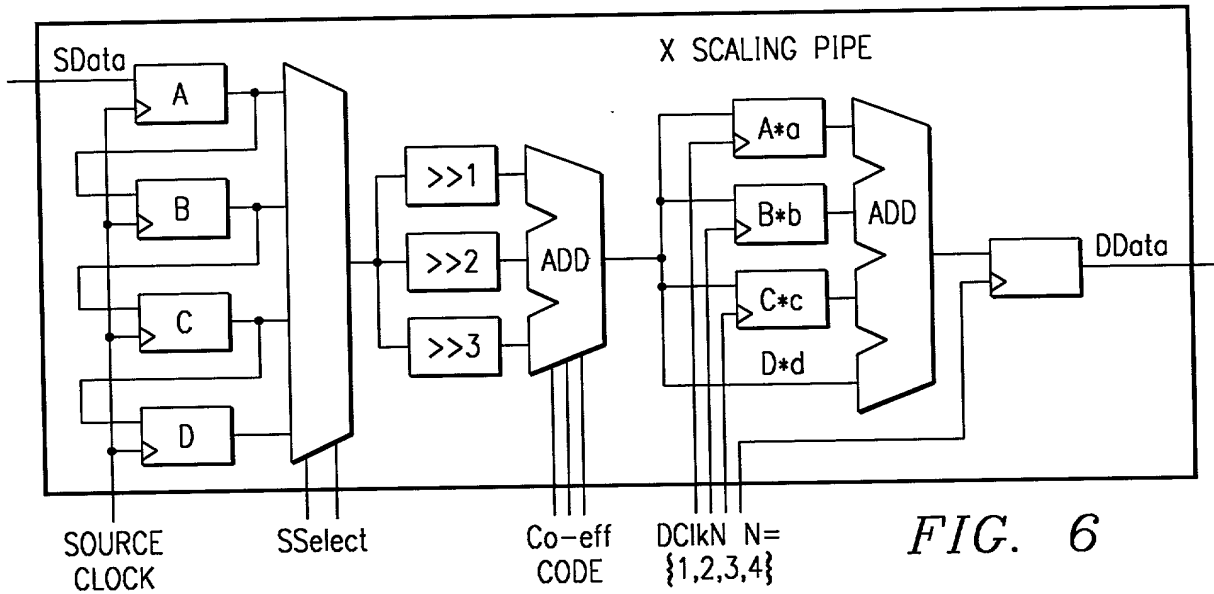 X SCALING PIPE
SData
A
B
C
D
>>1
>>2
>>3
ADD
A*a
B*b
C*c
D*d
ADD
DData
SOURCE
CLOCK
SSelect
Co-eff
CODE
DClkN N=
{1,2,3,4}
FIG. 6